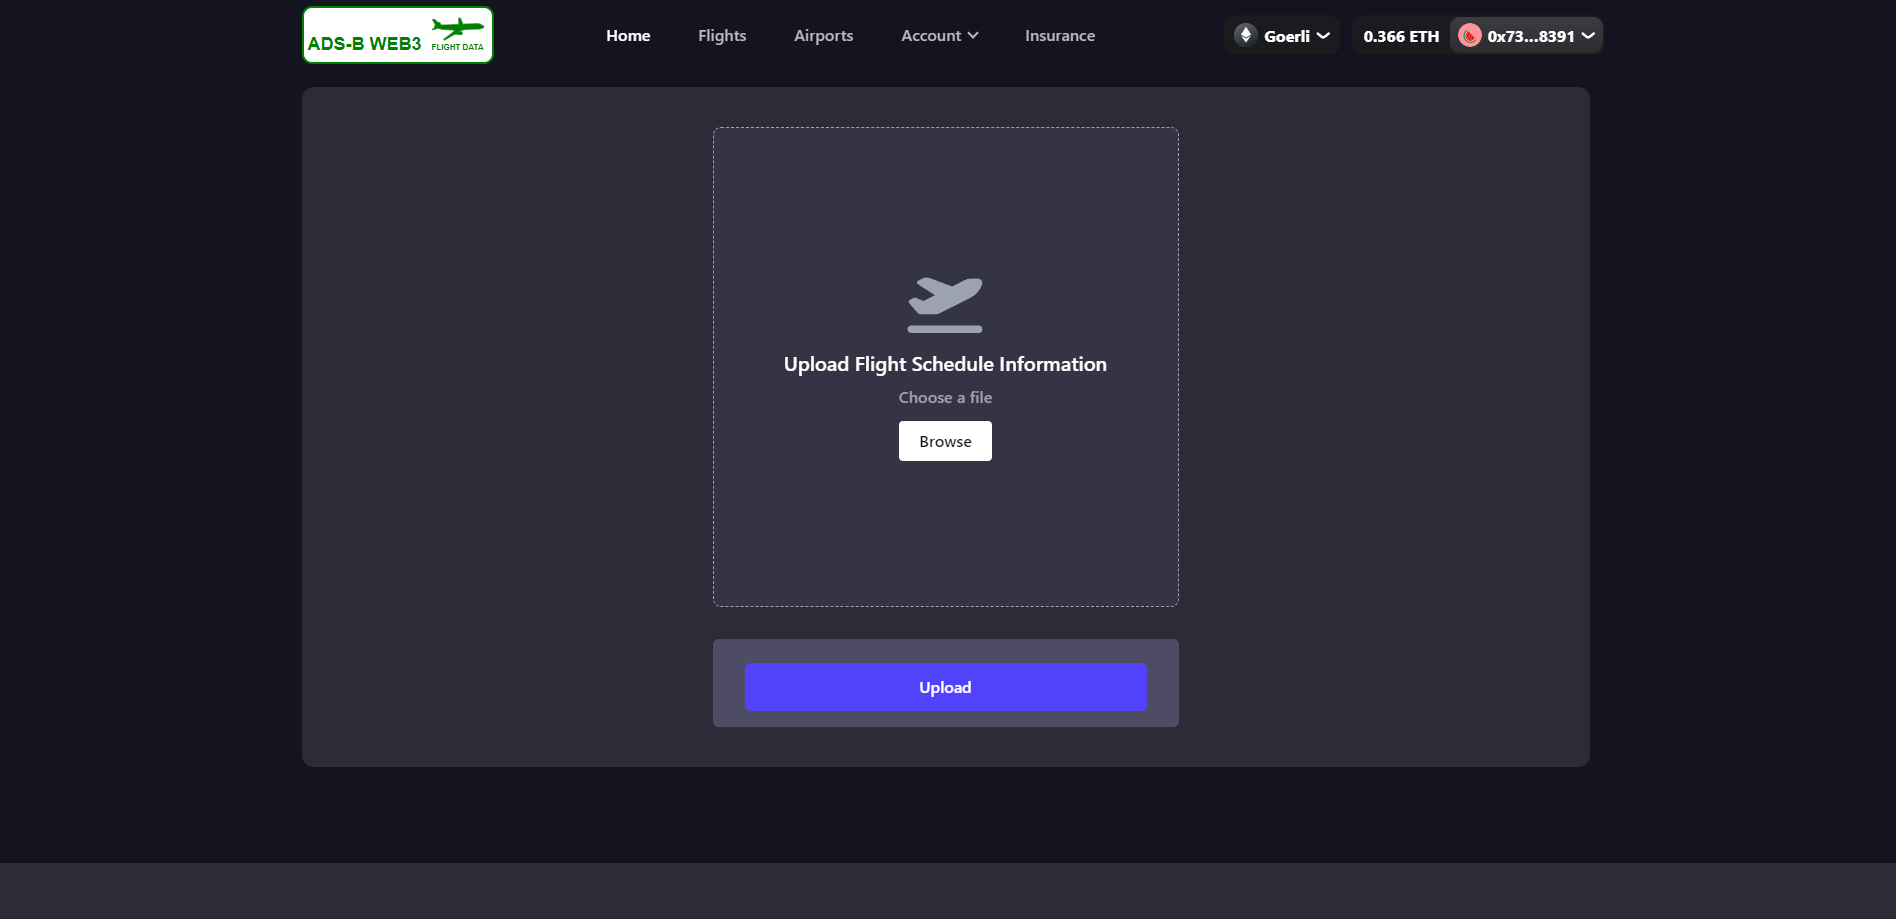 ADS-B WEB3 FLIGHT DATA
Home Flights Airports Account Insurance Goerli 0.366 ETH 0x73...8391
Upload Flight Schedule Information
Choose a file
Browse
Upload